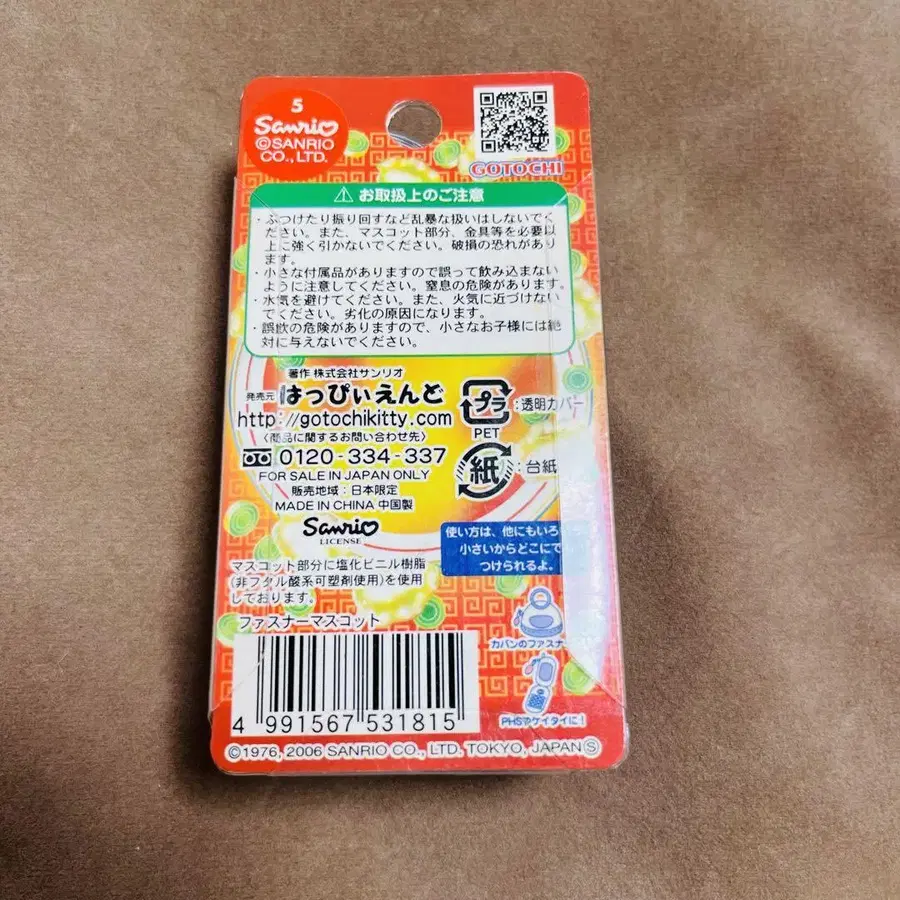 5
Sanrio
©SANRIO
CO., LTD.
GOTOCHI
⚠ お取扱上のご注意
・ぶつけたり振り回すなど乱暴な扱いはしないでく
ださい。また、マスコット部分、金具等を必要以
上に強く引かないでください。破損の恐れがあり
ます。
・小さな付属品がありますので誤って飲み込まない
ように注意してください。窒息の危険があります。
・水気を避けてください。また、火気に近づけない
でください。劣化の原因になります。
・誤飲の危険がありますので、小さなお子様には絶
対に与えないでください。
著作 株式会社サンリオ
発売元 はっぴぃえんど
http://gotochikitty.com
〈商品に関するお問い合わせ先〉
0120-334-337
FOR SALE IN JAPAN ONLY
販売地域：日本限定
MADE IN CHINA 中国製
Sanrio
LICENSE
プラ：透明カバー
PET
紙：台紙
マスコット部分に塩化ビニル樹脂
(非フタル酸系可塑剤使用)を使用
しております。
ファスナーマスコット
使い方は、他にもいろ
小さいからどこにで
つけられるよ。
カバンのファスナ
PHSやケイタイに！
4 991567 531815
©1976, 2006 SANRIO CO., LTD. TOKYO, JAPAN Ⓢ